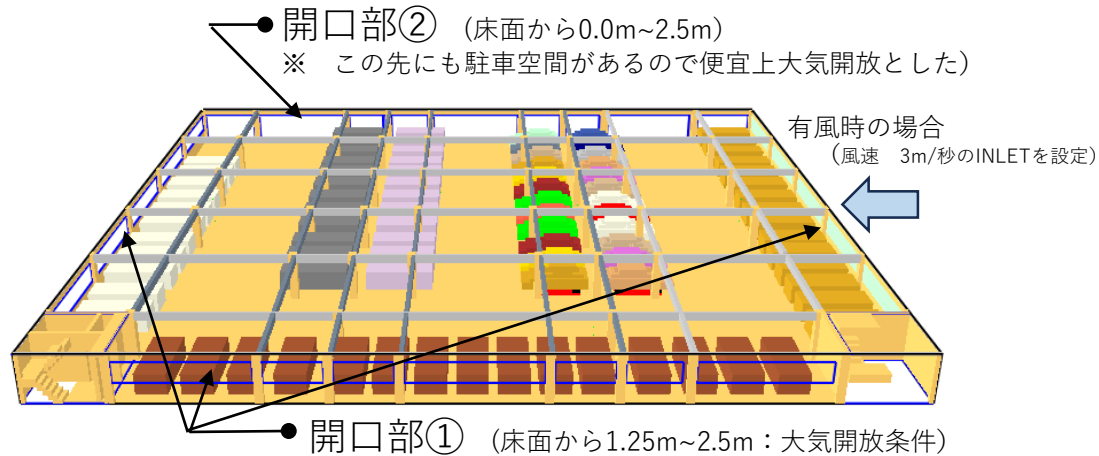 開口部② (床面から0.0m~2.5m)
※　この先にも駐車空間があるので便宜上大気開放とした)
有風時の場合
(風速　3m/秒のINLETを設定)
開口部① (床面から1.25m~2.5m：大気開放条件)